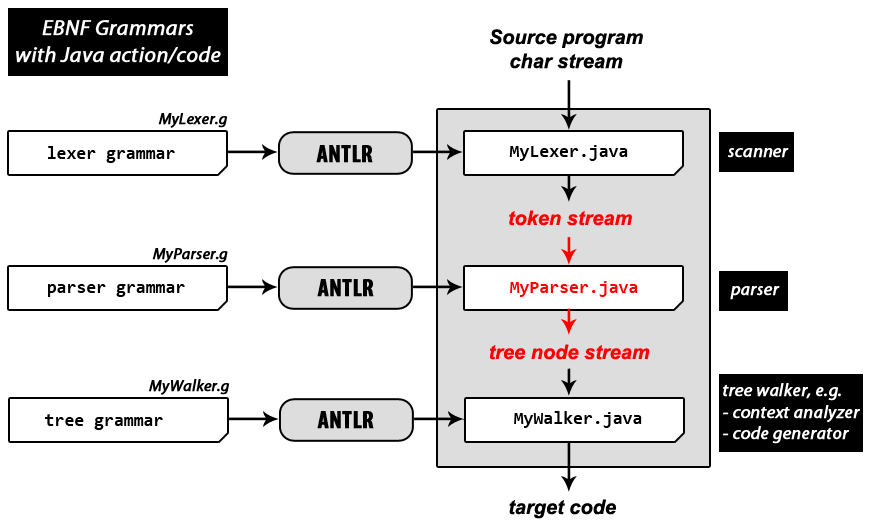 EBNF Grammars
with Java action/code
Source program
char stream
MyLexer.g
lexer grammar
ANTLR
MyLexer.java
scanner
token stream
MyParser.g
parser grammar
ANTLR
MyParser.java
parser
tree node stream
MyWalker.g
tree grammar
ANTLR
MyWalker.java
tree walker, e.g.
- context analyzer
- code generator
target code